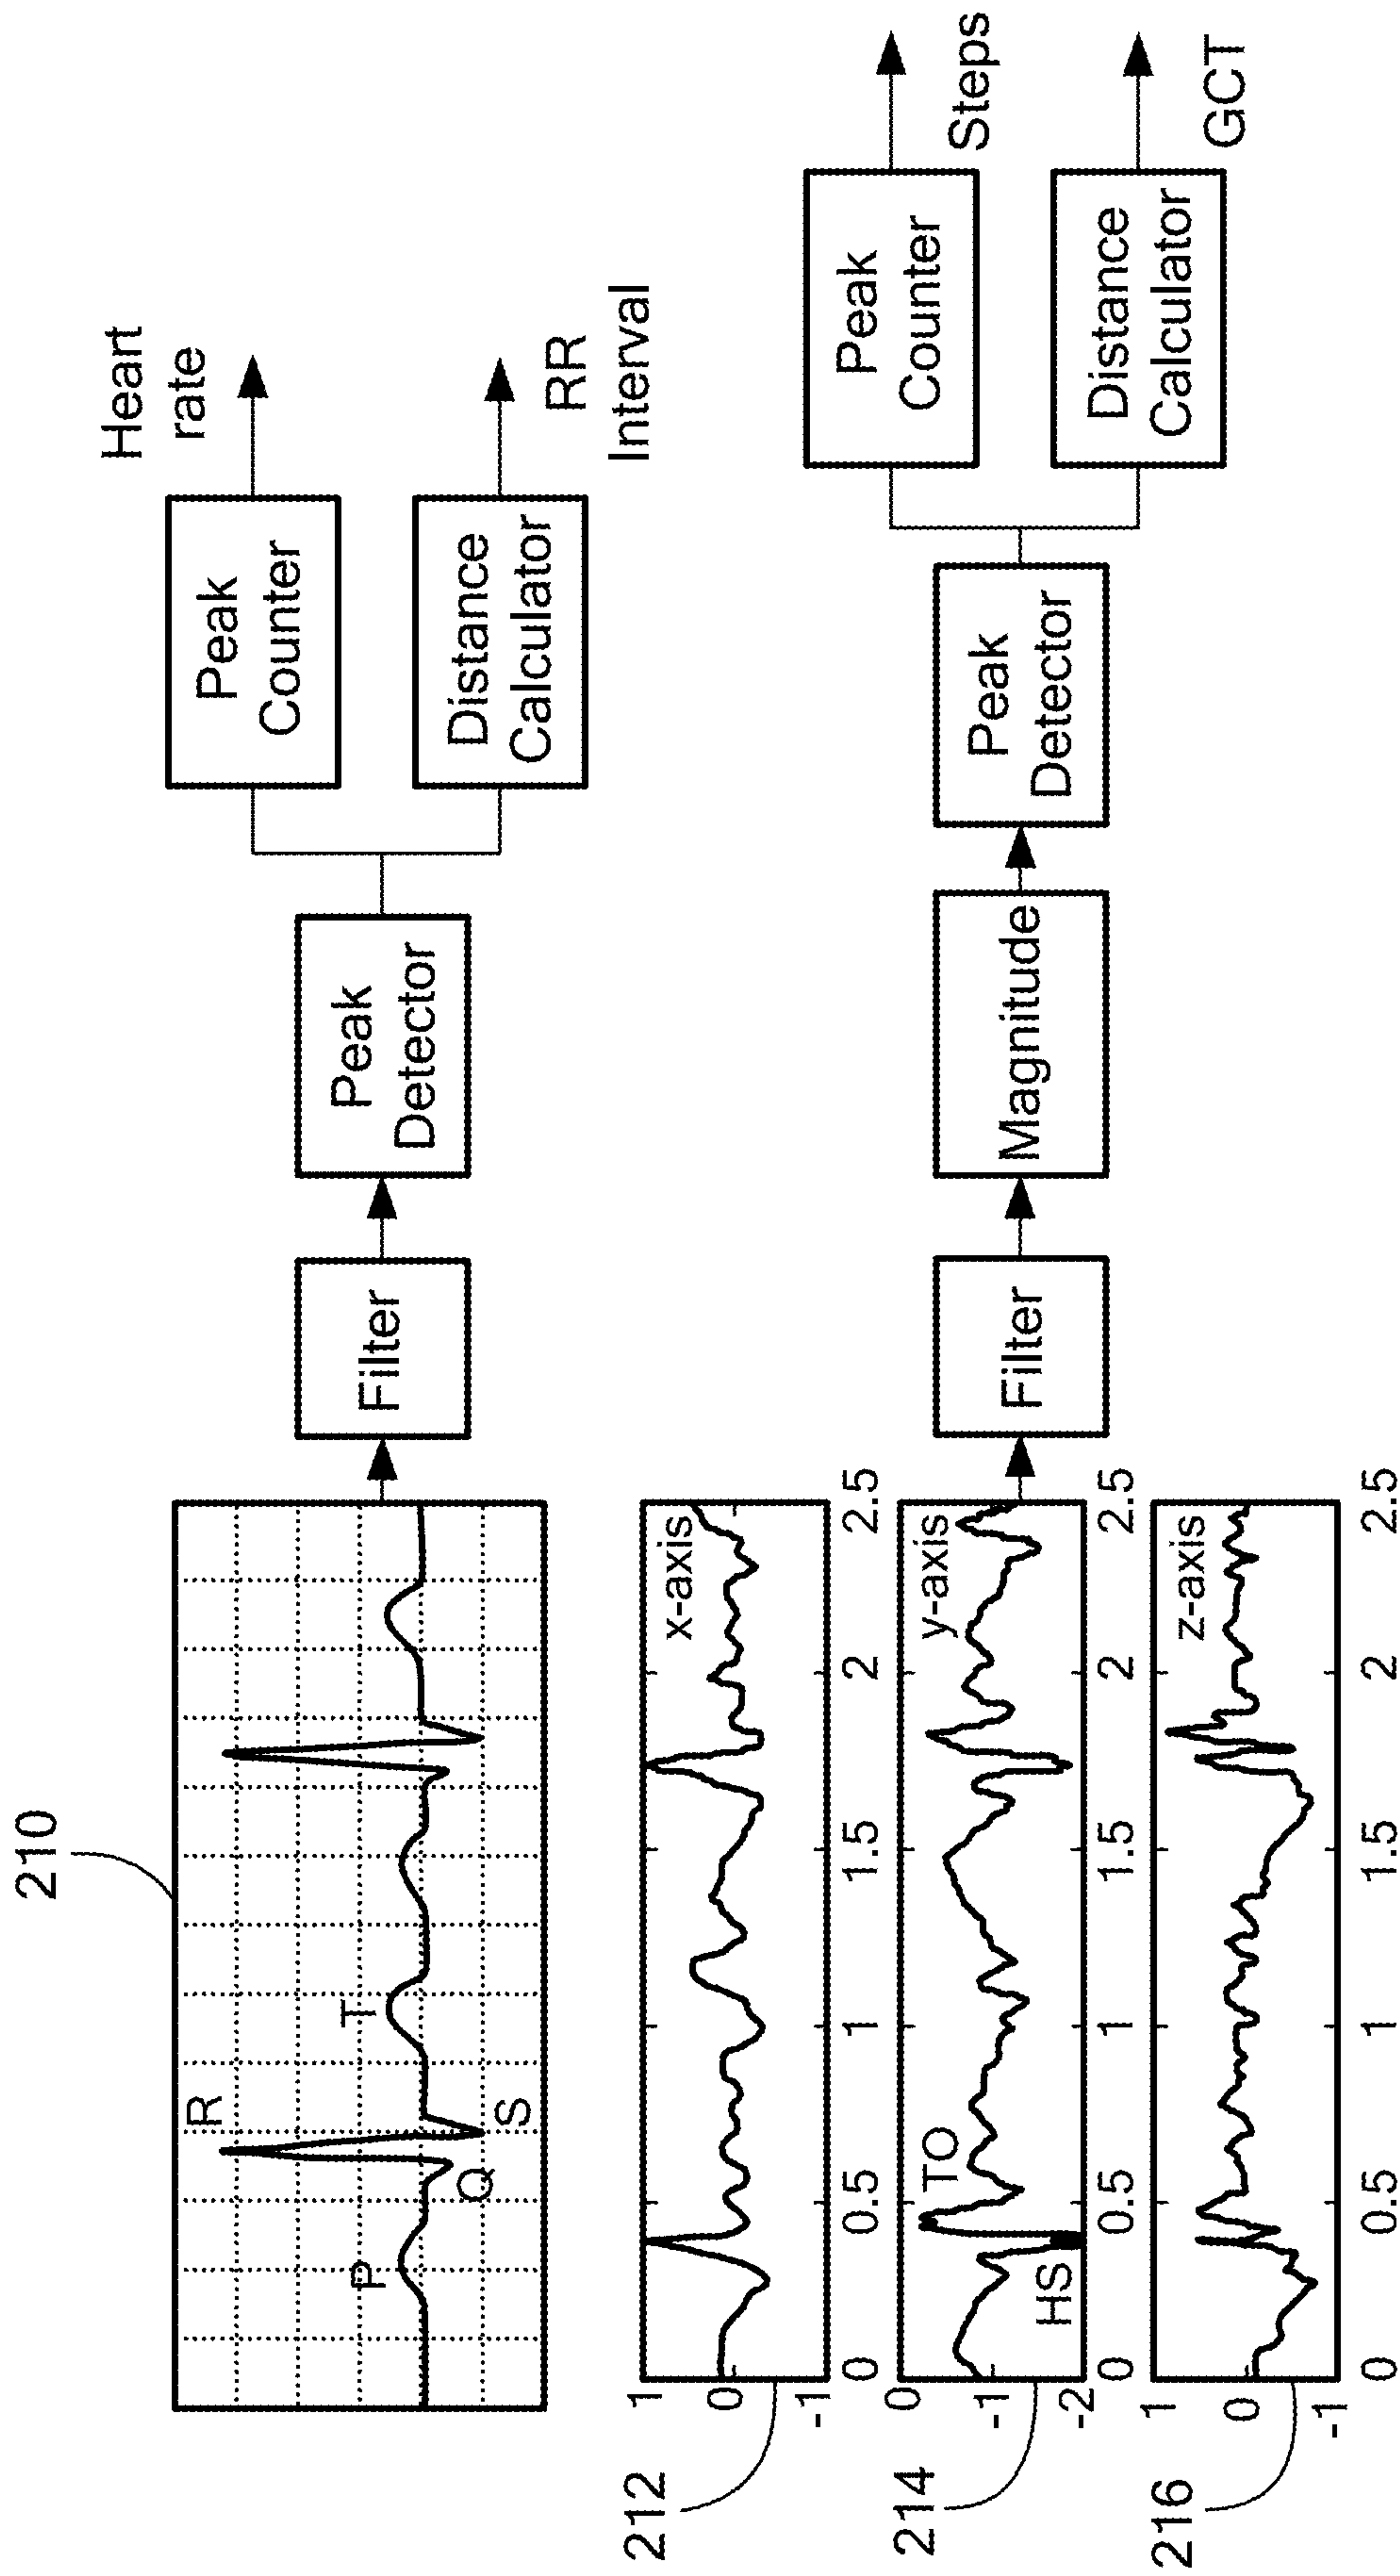 210
R
P
T
Q
S
Filter
Peak
Detector
Peak
Counter
Distance
Calculator
Heart
rate
RR
Interval
212
1
0
-1
x-axis
0
0.5
1
1.5
2
2.5
214
0
-1
-2
TO
HS
y-axis
0
0.5
1
1.5
2
2.5
216
1
0
-1
z-axis
0
0.5
1
1.5
2
2.5
Filter
Magnitude
Peak
Detector
Peak
Counter
Distance
Calculator
Steps
GCT